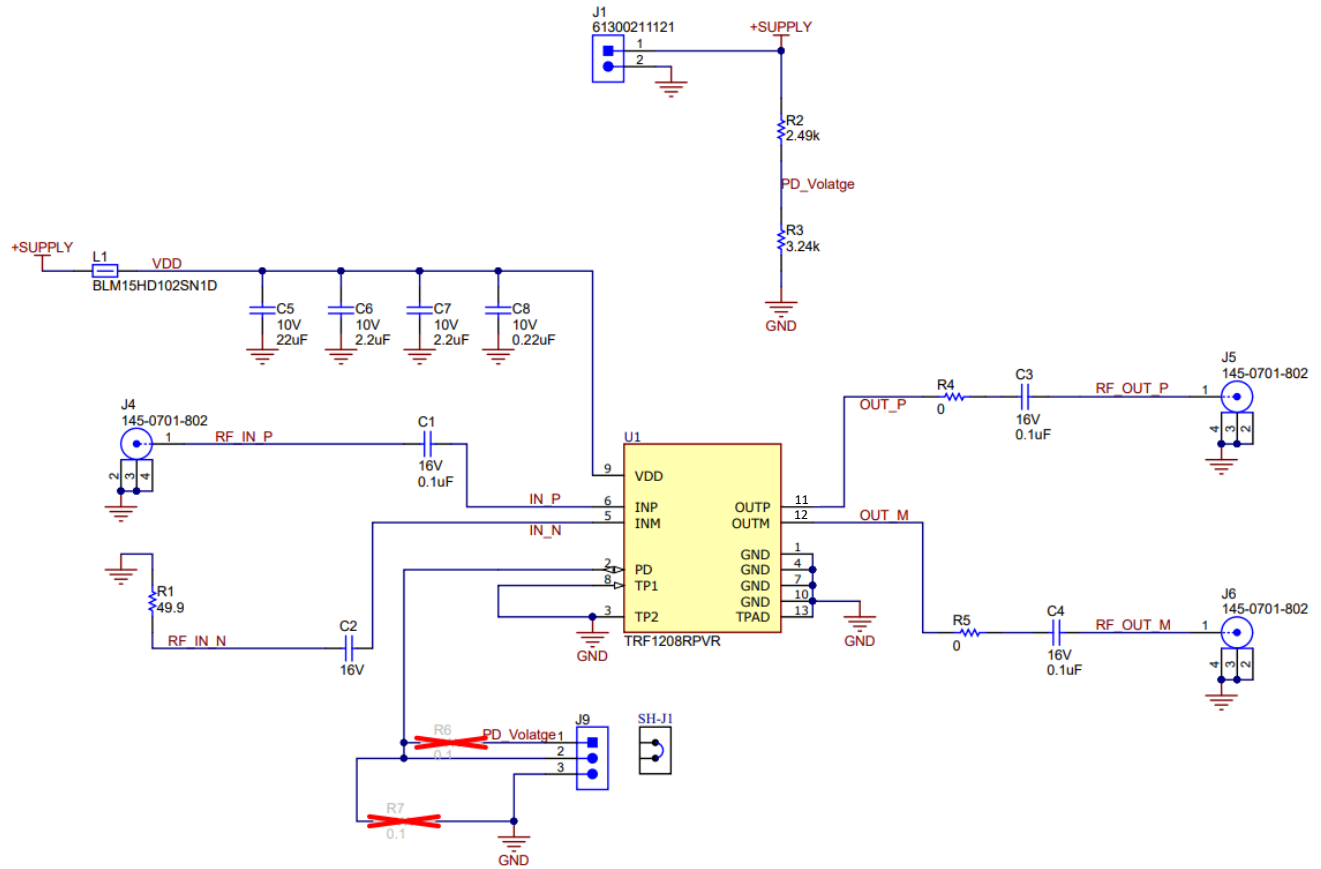 J1
61300211121
1
2
+SUPPLY
R2
2.49k
PD_Volatge
R3
3.24k
GND
+SUPPLY
L1
VDD
BLM15HD102SN1D
C5
10V
22uF
C6
10V
2.2uF
C7
10V
2.2uF
C8
10V
0.22uF
J4
145-0701-802
1
RF_IN_P
2
3
4
C1
16V
0.1uF
R1
49.9
RF_IN_N
C2
16V
IN_P
IN_N
U1
9
VDD
6
INP
5
INM
2
PD
8
TP1
3
TP2
OUTP
11
OUTM
12
GND
1
GND
4
GND
7
GND
10
TPAD
13
TRF1208RPVR
GND
GND
OUT_P
R4
0
C3
16V
0.1uF
RF_OUT_P
J5
145-0701-802
1
4
3
2
OUT_M
R5
0
C4
16V
0.1uF
RF_OUT_M
J6
145-0701-802
1
4
3
2
R6
0.1
PD_Volatge
J9
1
2
3
SH-J1
R7
0.1
GND